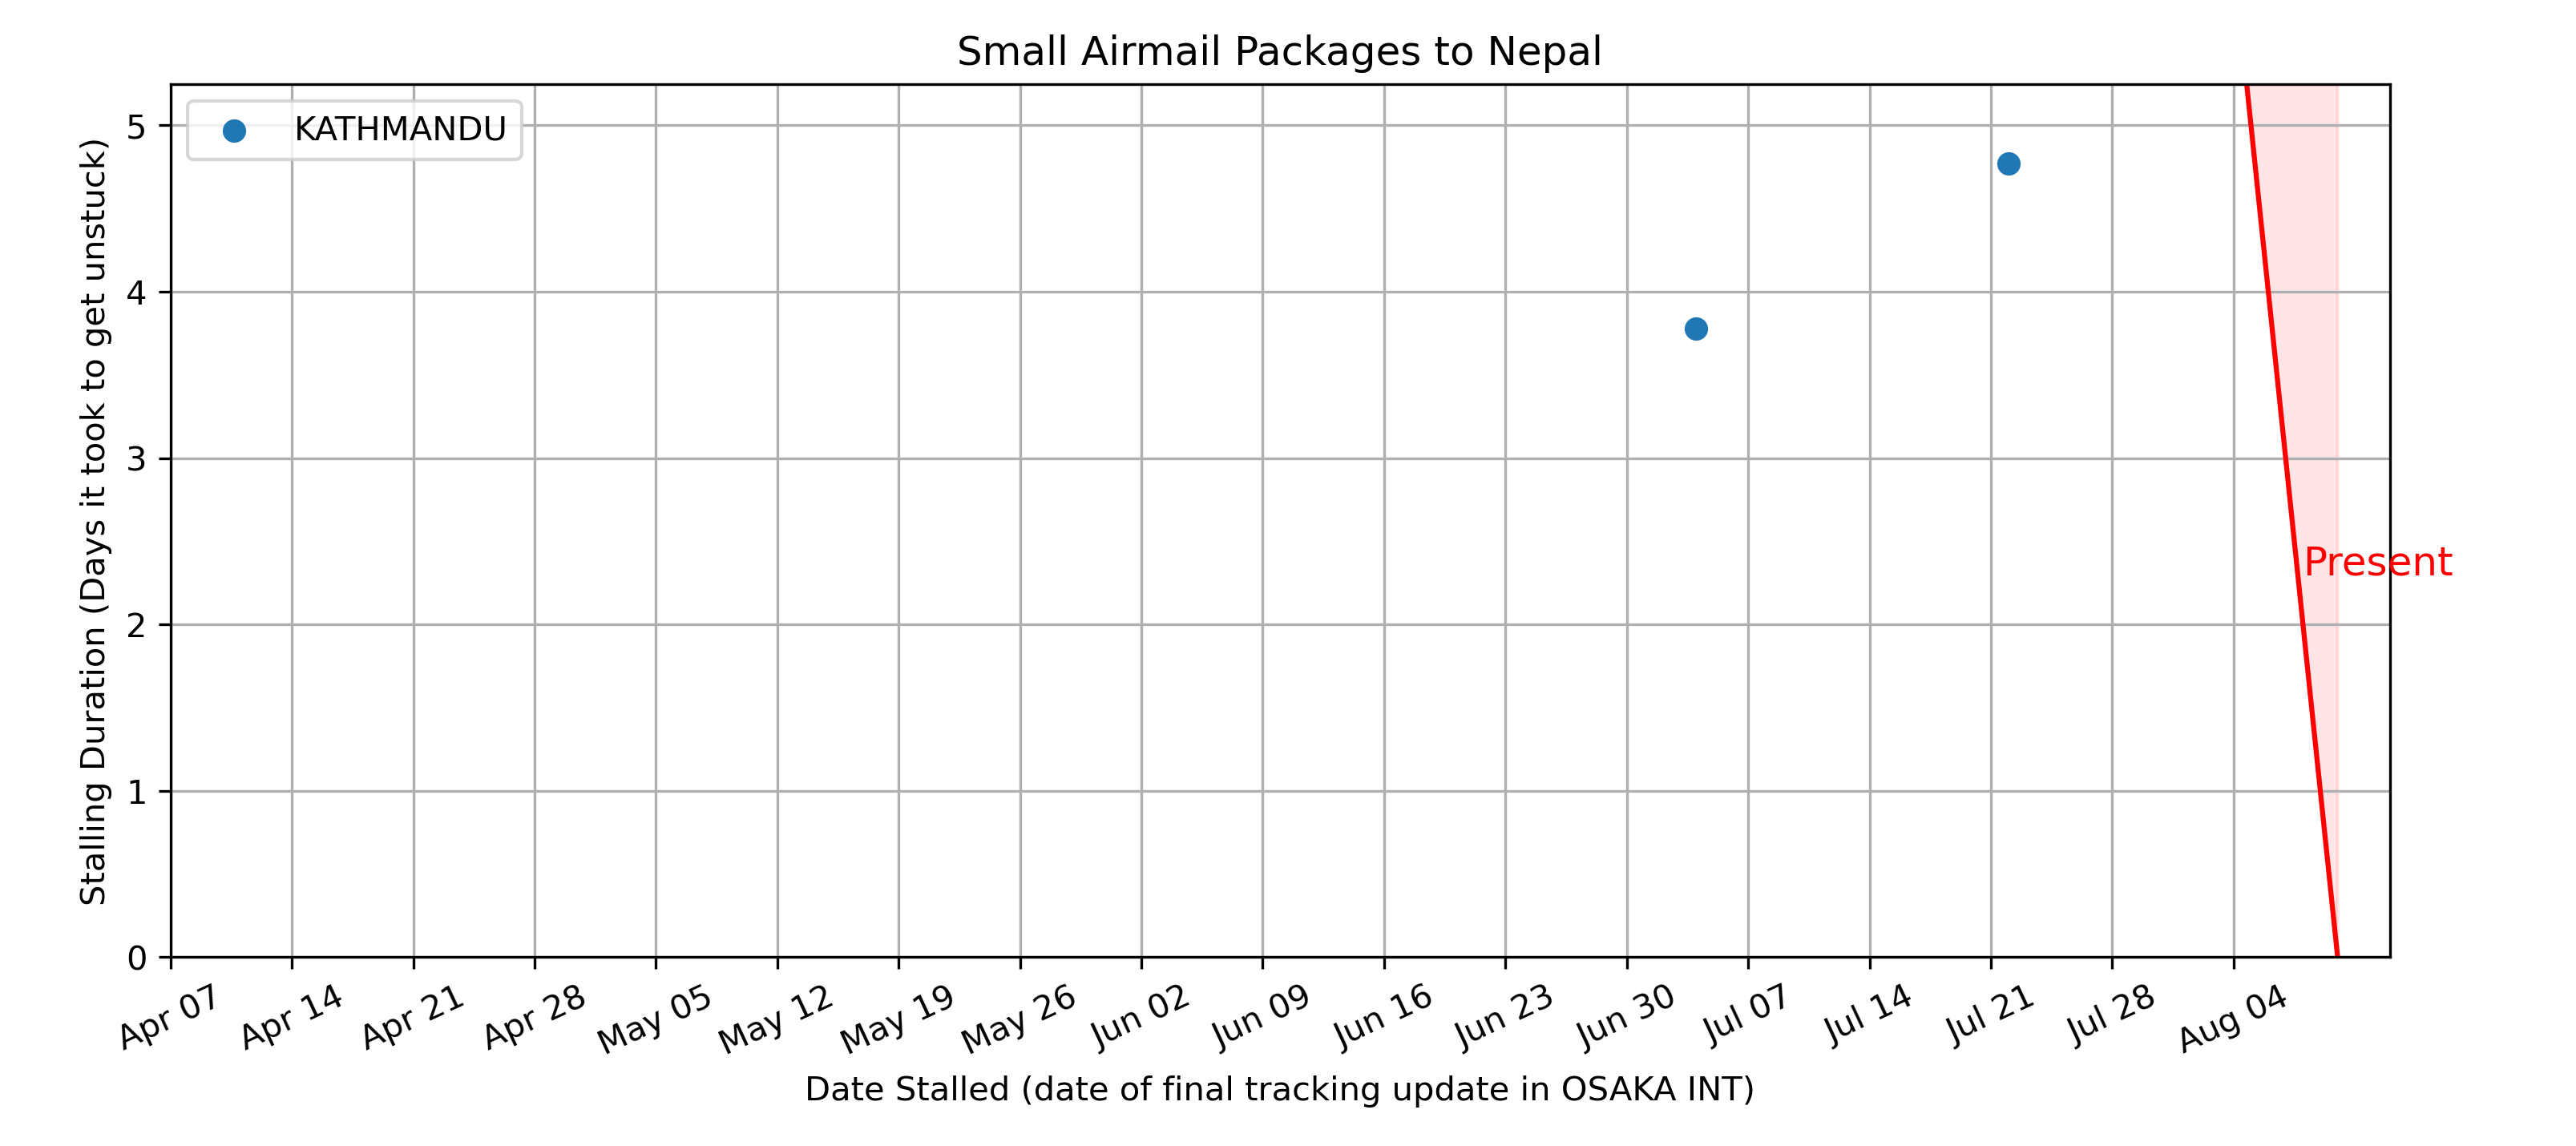 Small Airmail Packages to Nepal
KATHMANDU
Stalling Duration (Days it took to get unstuck)
5
4
3
2
1
0
Present
Apr 07
Apr 14
Apr 21
Apr 28
May 05
May 12
May 19
May 26
Jun 02
Jun 09
Jun 16
Jun 23
Jun 30
Jul 07
Jul 14
Jul 21
Jul 28
Aug 04
Date Stalled (date of final tracking update in OSAKA INT)